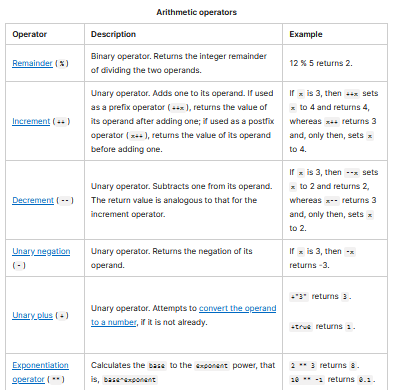 Arithmetic operators
Operator Description Example
Remainder (%)
Binary operator. Returns the integer remainder
of dividing the two operands.
12 % 5 returns 2.
Increment (++)
Unary operator. Adds one to its operand. If used
as a prefix operator (++x), returns the value of
its operand after adding one; if used as a postfix
operator (x++), returns the value of its operand
before adding one.
If x is 3, then ++x sets
x to 4 and returns 4,
whereas x++ returns 3
and, only then, sets x
to 4.
Decrement (--)
Unary operator. Subtracts one from its operand.
The return value is analogous to that for the
increment operator.
If x is 3, then --x sets
x to 2 and returns 2,
whereas x-- returns 3
and, only then, sets x
to 2.
Unary negation
(-)
Unary operator. Returns the negation of its
operand.
If x is 3, then -x
returns -3.
Unary plus (+)
Unary operator. Attempts to convert the operand
to a number, if it is not already.
+"3" returns 3.
+true returns 1.
Exponentiation
operator (**)
Calculates the base to the exponent power, that
is, base^exponent
2 ** 3 returns 8.
10 ** -1 returns 0.1.